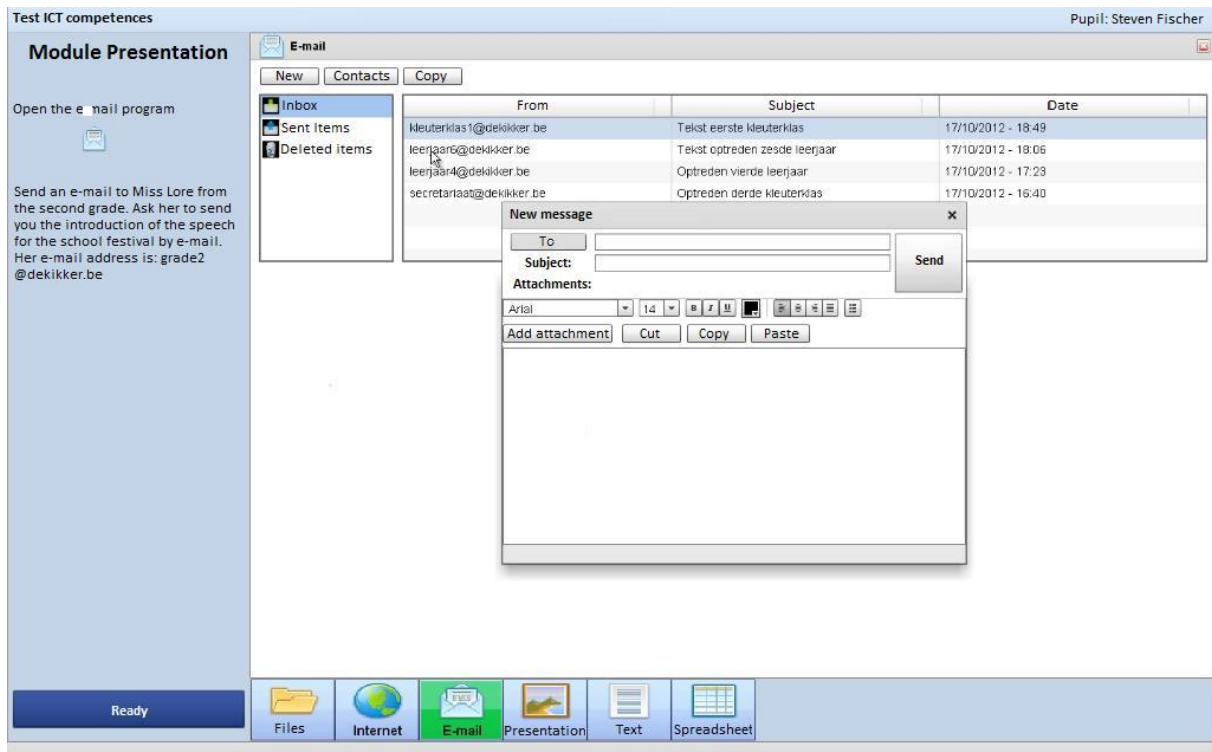 Test ICT competences
Pupil: Steven Fischer
Module Presentation
Open the e mail program
Send an e-mail to Miss Lore from
the second grade. Ask her to send
you the introduction of the speech
for the school festival by e-mail.
Her e-mail address is: grade2
@dekikker.be
Ready
E-mail
New Contacts Copy
Inbox
Sent Items
Deleted items
From Subject Date
kleuterklas1@dekikker.be Tekst eerste kleuterklas 17/10/2012 - 18:49
leerjaar6@dekikker.be Tekst optreden zesde leerjaar 17/10/2012 - 18:06
leerjaar4@dekikker.be Optreden vierde leerjaar 17/10/2012 - 17:23
secretariaat@dekikker.be Optreden derde kleuterklas 17/10/2012 - 16:40
New message ×
To
Subject:
Send
Attachments:
Arial 14 B I U
Add attachment Cut Copy Paste
Files Internet E-mail Presentation Text Spreadsheet